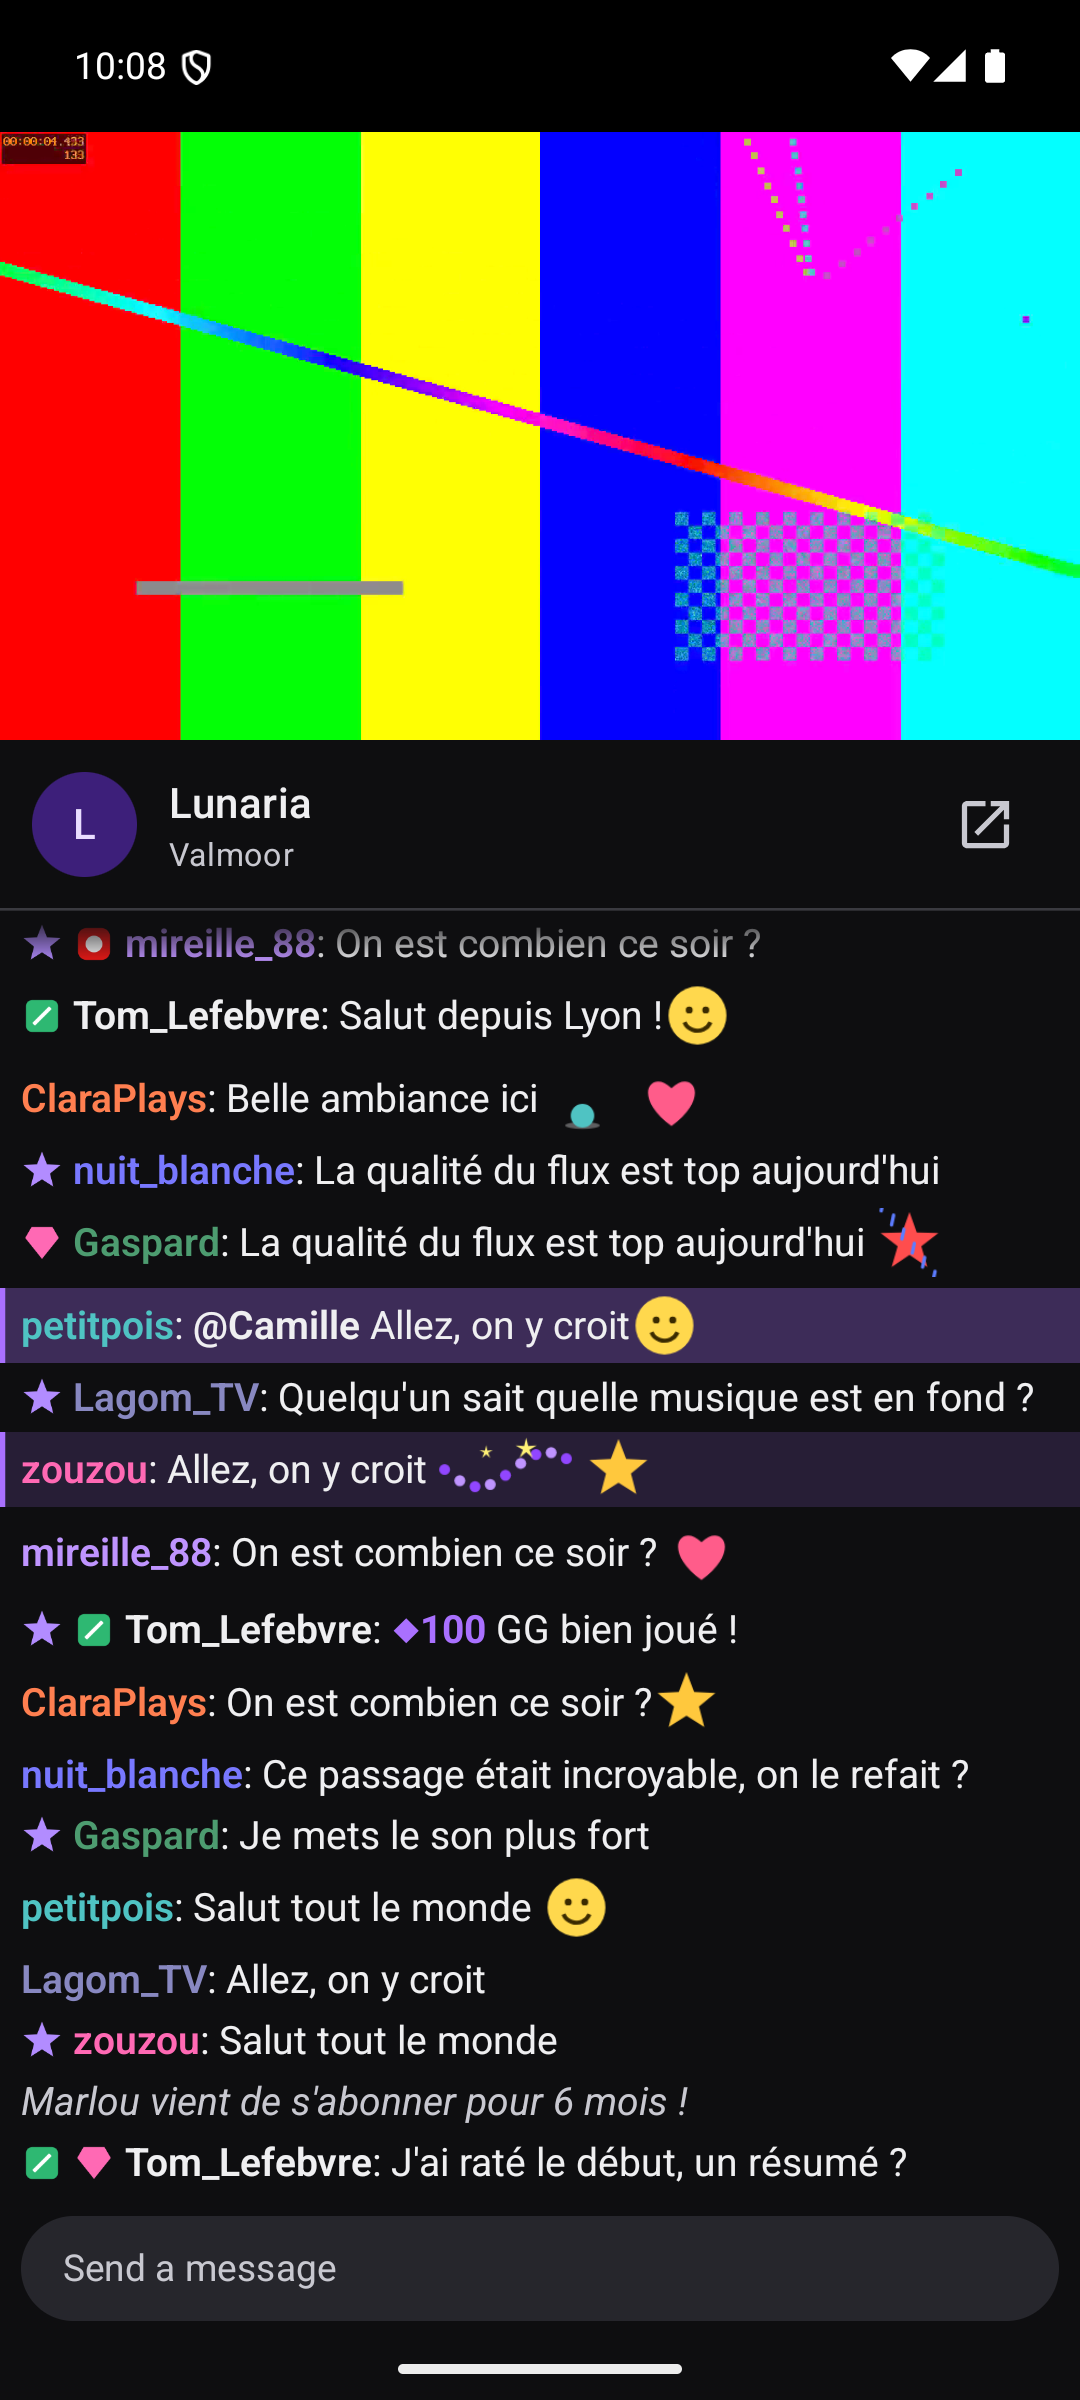 10:08
00:00:04.433
133
L
Lunaria
Valmoor
mireille_88: On est combien ce soir ?
Tom_Lefebvre: Salut depuis Lyon !
ClaraPlays: Belle ambiance ici
nuit_blanche: La qualité du flux est top aujourd'hui
Gaspard: La qualité du flux est top aujourd'hui
petitpois: @Camille Allez, on y croit
Lagom_TV: Quelqu'un sait quelle musique est en fond ?
zouzou: Allez, on y croit
mireille_88: On est combien ce soir ?
Tom_Lefebvre: ◆100 GG bien joué !
ClaraPlays: On est combien ce soir ?
nuit_blanche: Ce passage était incroyable, on le refait ?
Gaspard: Je mets le son plus fort
petitpois: Salut tout le monde
Lagom_TV: Allez, on y croit
zouzou: Salut tout le monde
Marlou vient de s'abonner pour 6 mois !
Tom_Lefebvre: J'ai raté le début, un résumé ?
Send a message